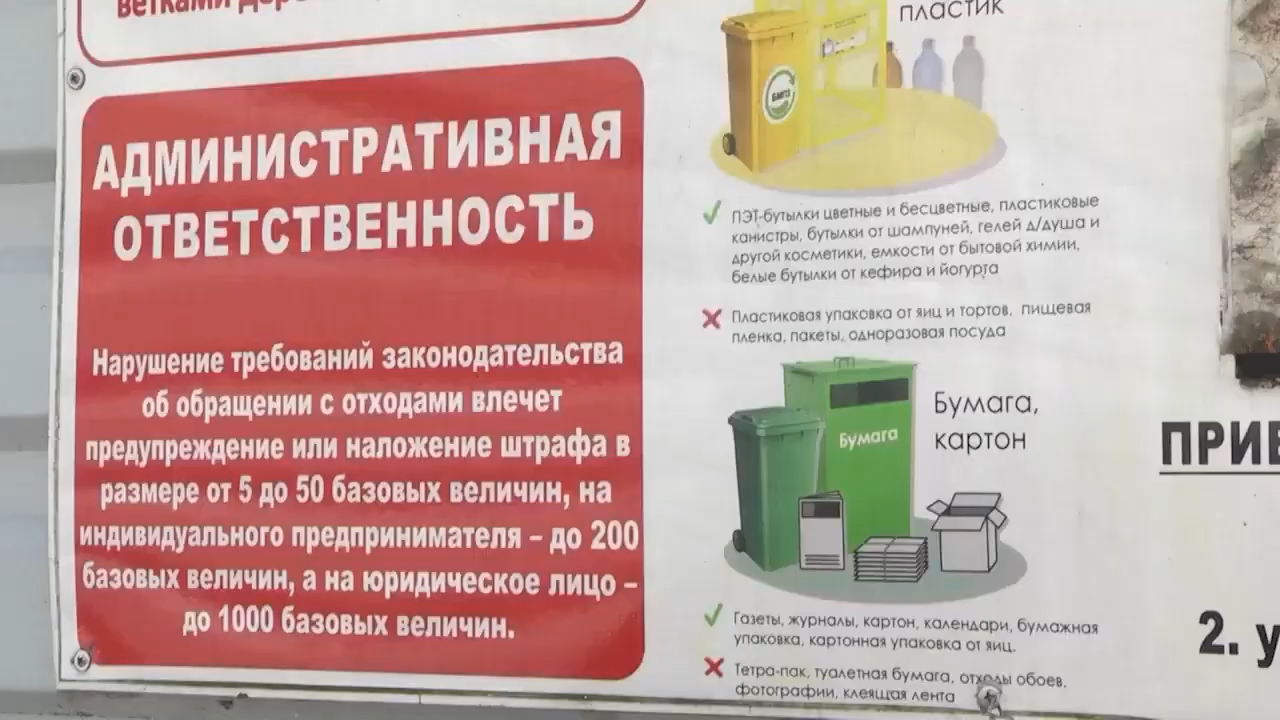 ветками
АДМИНИСТРАТИВНАЯ
ОТВЕТСТВЕННОСТЬ
Нарушение требований законодательства
об обращении с отходами влечет
предупреждение или наложение штрафа в
размере от 5 до 50 базовых величин, на
индивидуального предпринимателя – до 200
базовых величин, а на юридическое лицо –
до 1000 базовых величин.
пластик
ПЭТ-бутылки цветные и бесцветные, пластиковые
канистры, бутылки от шампуней, гелей д/душа и
другой косметики, емкости от бытовой химии,
белые бутылки от кефира и йогурта
Пластиковая упаковка от яиц и тортов, пищевая
пленка, пакеты, одноразовая посуда
Бумага
Бумага,
картон
Газеты, журналы, картон, календари, бумажная
упаковка, картонная упаковка от яиц.
Тетра-пак, туалетная бумага, отходы обоев,
фотографии, клеящая лента
2.